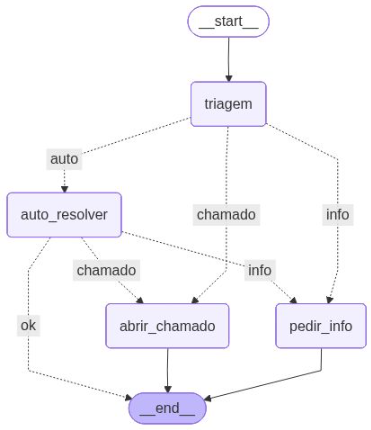 __start__
triagem
auto
auto_resolver
chamado
info
chamado
info
ok
abrir_chamado
pedir_info
__end__